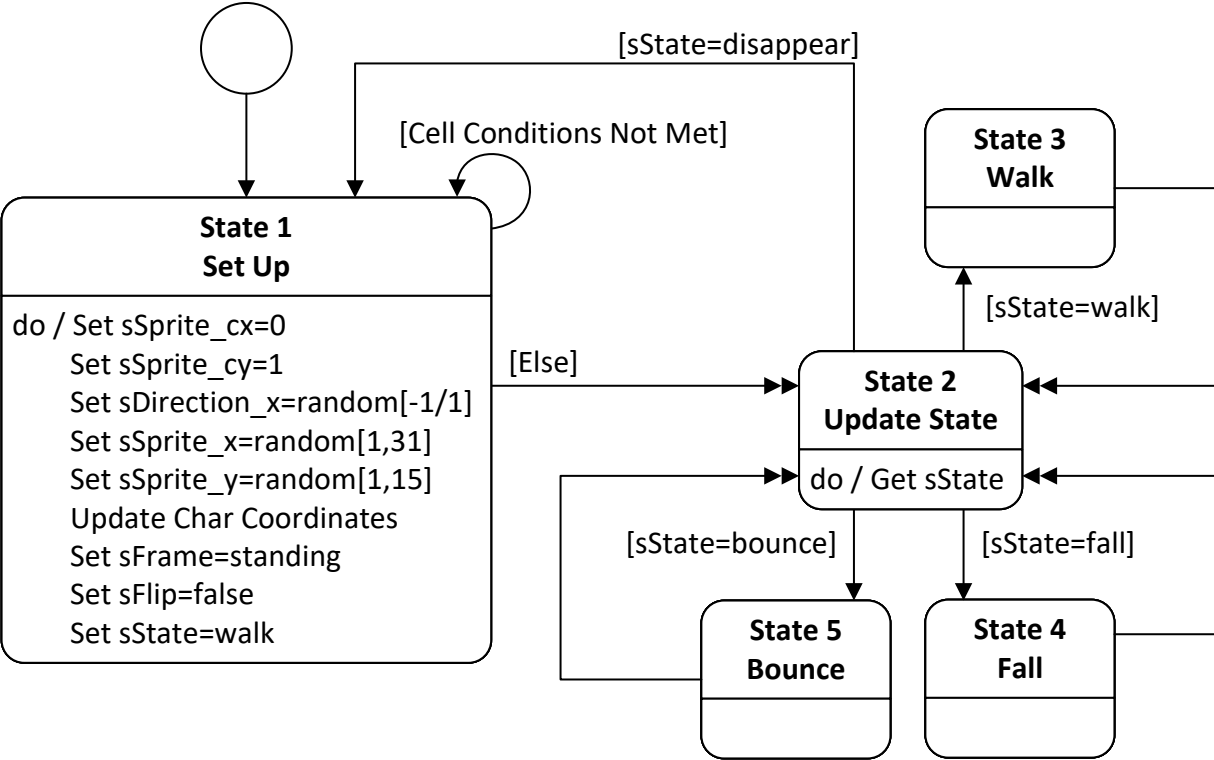 [sState=disappear]
[Cell Conditions Not Met]
State 1
Set Up
do / Set sSprite_cx=0
Set sSprite_cy=1
Set sDirection_x=random[-1/1]
Set sSprite_x=random[1,31]
Set sSprite_y=random[1,15]
Update Char Coordinates
Set sFrame=standing
Set sFlip=false
Set sState=walk
[Else]
State 3
Walk
[sState=walk]
State 2
Update State
do / Get sState
[sState=bounce]
[sState=fall]
State 5
Bounce
State 4
Fall